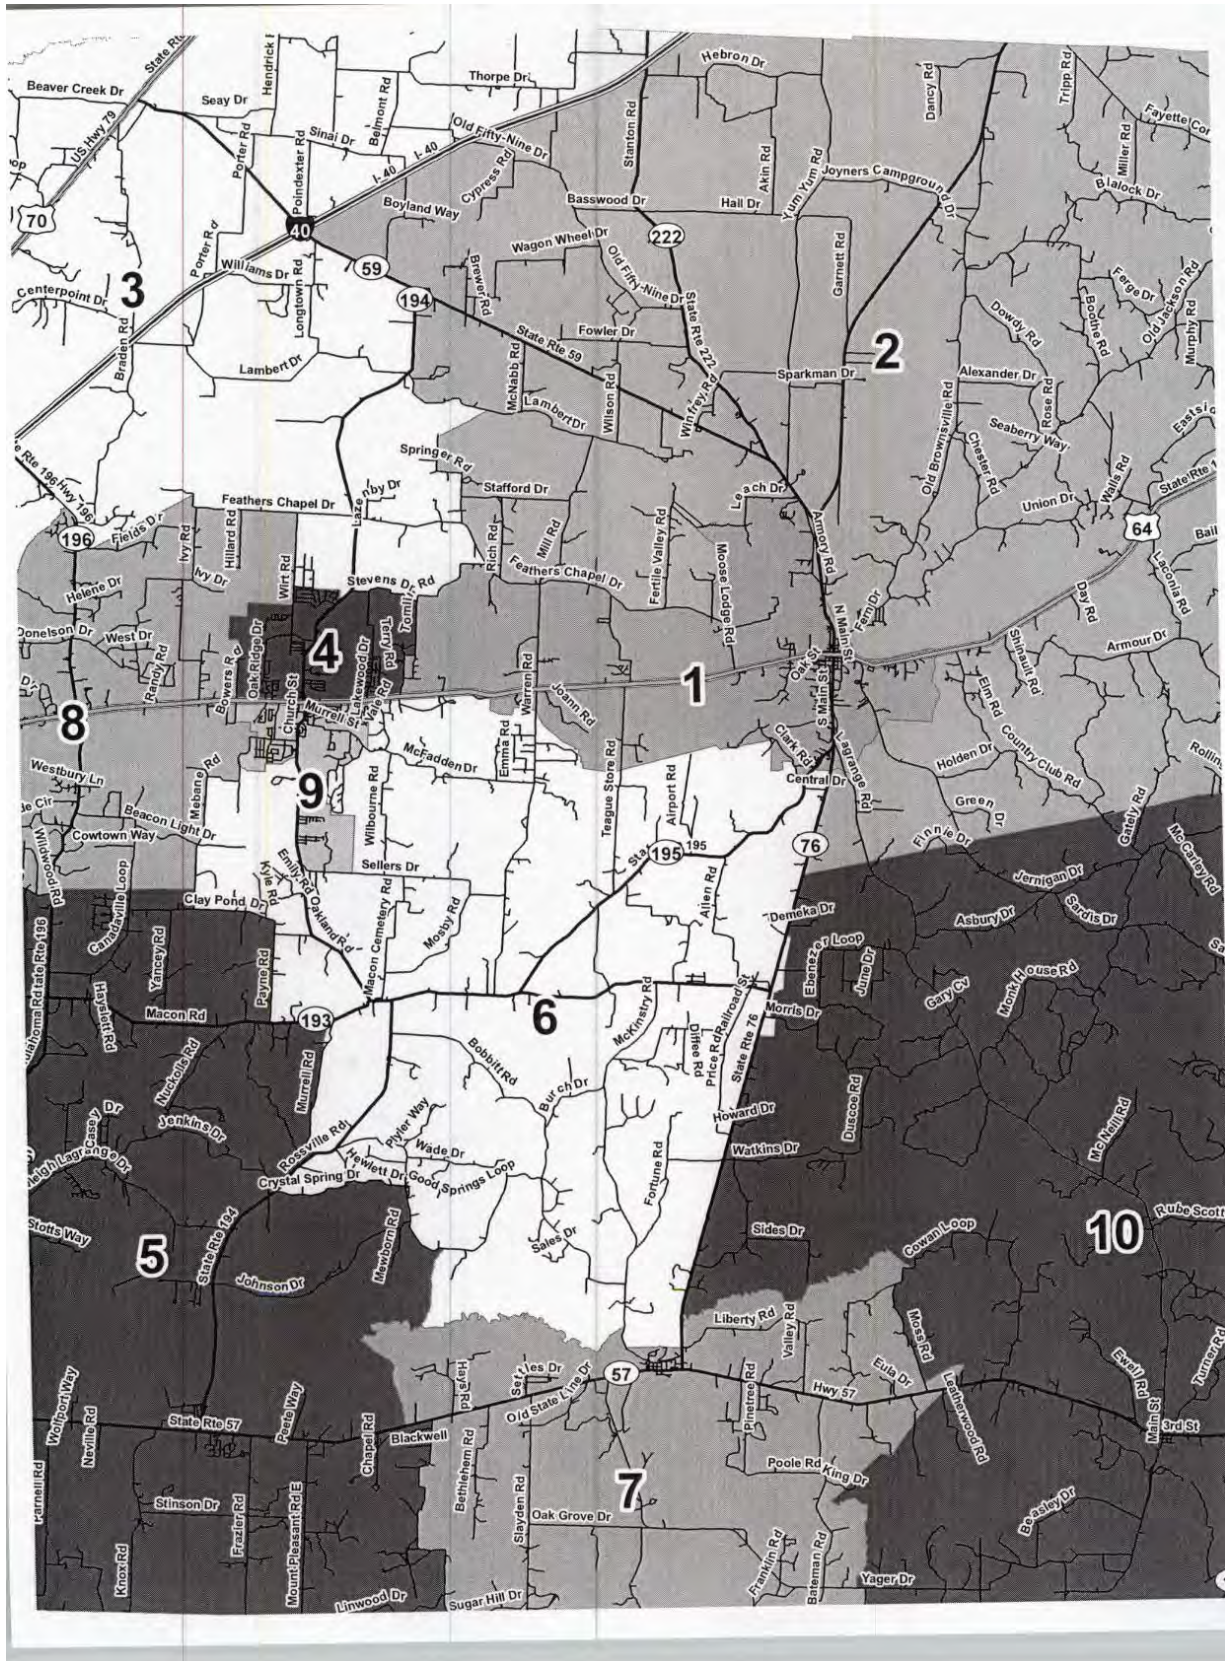 State Rte
Hebron Dr
Beaver Creek Dr
Seay Dr
Hendrick
Thorpe Dr
Dancy Rd
Tripp Rd
Fayette Cor
US Hwy 79
Porter Rd
Sinai Dr
Belmont Rd
Old Fifty-Nine Dr
I- 40
I- 40
Stanton Rd
Akin Rd
Miller Rd
Poindexter Rd
Cypress Rd
Yum Yum Rd
Joyners Campground Dr
Blalock Dr
70
Boyland Way
Basswood Dr
Hail Dr
40
222
Porter Rd
Wagon Wheel Dr
Garnett Rd
59
Williams Dr
Longtown Rd
Brewer Rd
Old Fifty-Nine Dr
3
Centerpoint Dr
194
Ferge Dr
Boothe Rd
Old Jackson Rd
Murphy Rd
Dowdy Rd
State Rte 222
Fowler Dr
State Rte 59
Braden Rd
2
Lambert Dr
McNabb Rd
Wilson Rd
Winfrey Rd
Sparkman Dr
Alexander Dr
Rose Rd
Lambert Dr
Old Brownsville Rd
Seaberry Way
Eastsid
Chester Rd
Springer Rd
Walls Rd
State Rte 1
e Rte 196
Hwy 196
Lazenby Dr
Stafford Dr
Leach Dr
Union Dr
Feathers Chapel Dr
64
196
Fields Dr
Ivy Rd
Hillard Rd
Rich Rd
Mill Rd
Fertile Valley Rd
Armory Rd
Bail
Moose Lodge Rd
Laconia Rd
Wirt Rd
Ivy Dr
Helene Dr
Stevens Dr
Rd
Feathers Chapel Dr
Fern Dr
Day Rd
Donelson Dr
West Dr
Oak Ridge Dr
4
Lakewood Dr
N Main St
Shinault Rd
Armour Dr
Randy Rd
Bowers Rd
Church St
Oak St
Warren Rd
1
Elm Rd
Dr
8
Murrell S
Vale Rd
Joann Rd
S Main St
Country Club Rd
Clark Rd
Lagrange Rd
Holden Dr
Rollin
McFadden Dr
Emma Rd
Westbury Ln
Mebane Rd
9
Central Dr
Teague Store Rd
Airport Rd
Green Dr
Gately Rd
de Cir
Beacon Light Dr
Wilbourne Rd
Cowtown Way
Finnie Dr
Wildwood Rd
195
195
76
Mc Carley Rd
Sellers Dr
Emily Rd
Kyle Rd
Jernigan Dr
Canadaville Loop
Clay Pond Dr
Allen Rd
Oakland Rd
Demeka Dr
Asbury Dr
Sardis Dr
Macon Cemetery Rd
Mosby Rd
Yancey Rd
Payne Rd
Ebenezer Loop
June Dr
Monk House Rd
Gary Cv
Hayslett Rd
Macon Rd
193
6
McKinstry Rd
Railroad St
Morris Dr
Diffee Rd
Price Rd
State Rte 76
Bobbitt Rd
Murrell Rd
Burch Dr
Duscoe Rd
Casey Dr
Jenkins Dr
Plyler Way
Howard Dr
Mc Neill Rd
Rossville Rd
Wade Dr
Watkins Dr
Hewlett Dr
Good Springs Loop
Crystal Spring Dr
Fortune Rd
Rube Scott
Stotts Way
State Rte 194
10
Sides Dr
Cowan Loop
5
Sales Dr
Mewborn Rd
Johnson Dr
Liberty Rd
Valley Rd
Moss Rd
Turner Rd
Hays Rd
57
Eula Dr
Ewall Rd
Wolfport Way
Hwy 57
Leatherwood Rd
Old State Line Dr
Pinetree Rd
Main St
Peete Way
State Rte 57
Neville Rd
Blackwell
3rd St
Chapel Rd
Bethlehem Rd
Poole Rd
King Dr
7
Parnell Rd
Stinson Dr
Frazier Rd
Mount Pleasant Rd E
Slayden Rd
Oak Grove Dr
Beasley Dr
Knox Rd
Franklin Rd
Bateman Rd
Yager Dr
Linwood Dr
Sugar Hill Dr